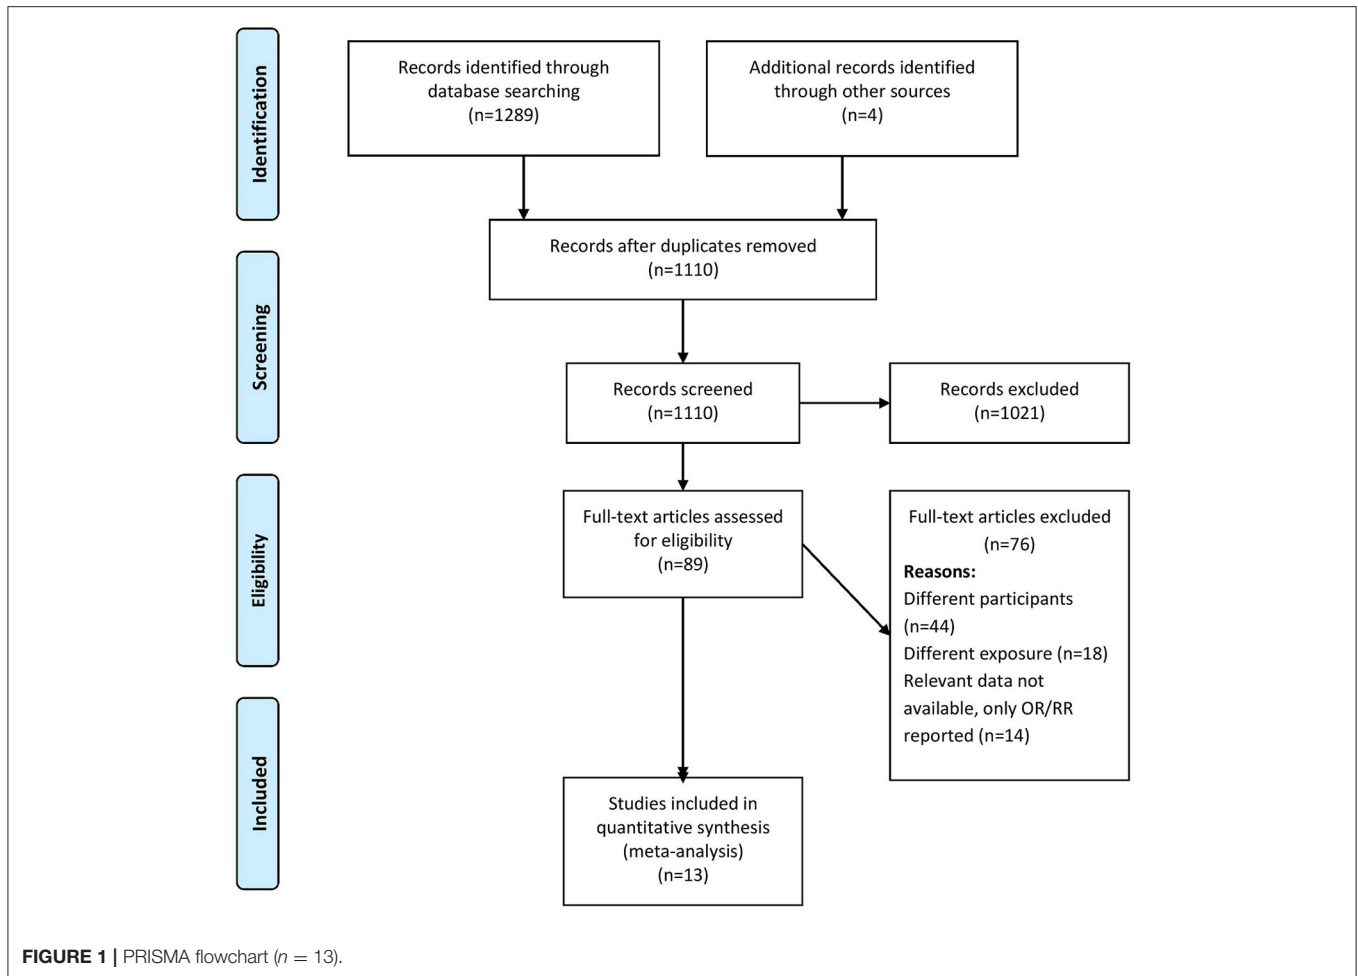 Identification
Records identified through
database searching
(n=1289)
Additional records identified
through other sources
(n=4)
Records after duplicates removed
(n=1110)
Screening
Records screened
(n=1110)
Records excluded
(n=1021)
Eligibility
Full-text articles assessed
for eligibility
(n=89)
Full-text articles excluded
(n=76)
Reasons:
Different participants
(n=44)
Different exposure (n=18)
Relevant data not
available, only OR/RR
reported (n=14)
Included
Studies included in
quantitative synthesis
(meta-analysis)
(n=13)
FIGURE 1 | PRISMA flowchart (n = 13).